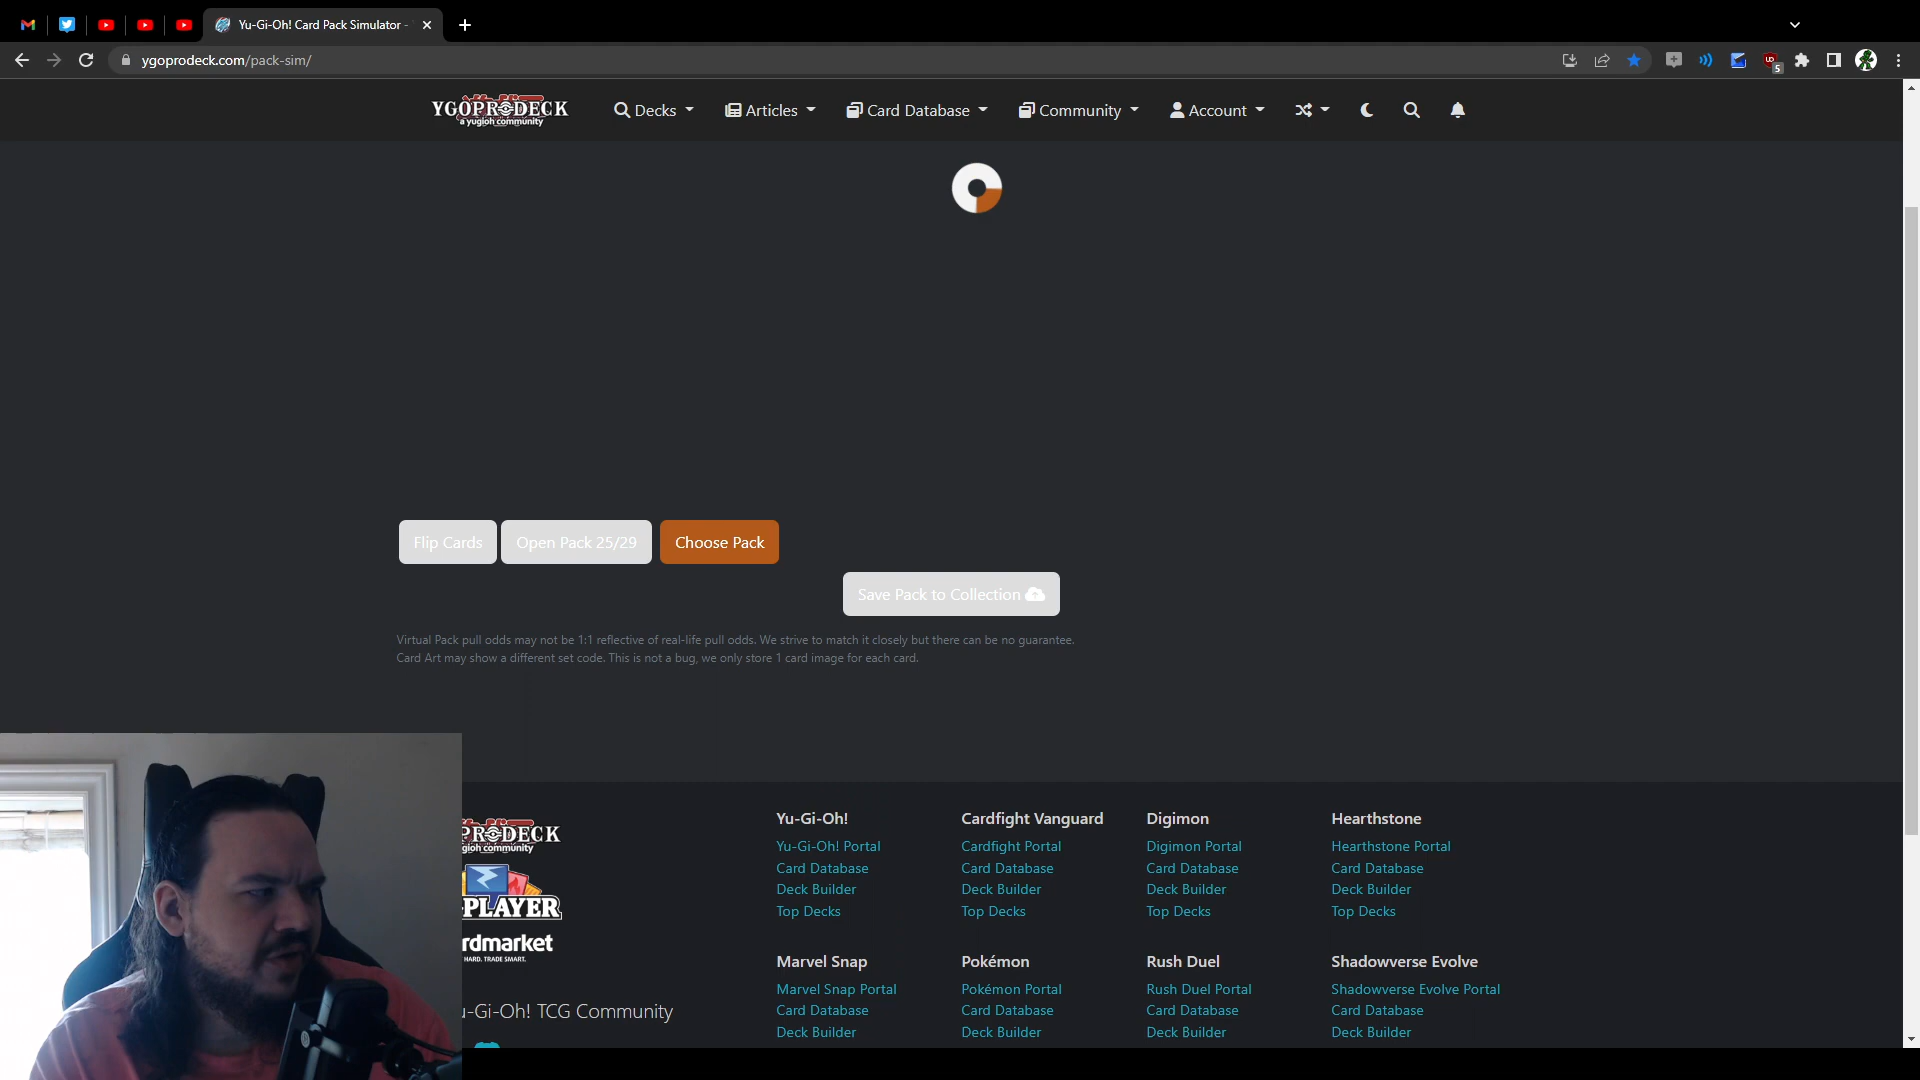 Yu-Gi-Oh! Card Pack Simulator -
ygoprodeck.com/pack-sim/
5
YGOPRODECK
a yugioh community
Decks
Articles
Card Database
Community
Account
Flip Cards
Open Pack 25/29
Choose Pack
Save Pack to Collection
Virtual Pack pull odds may not be 1:1 reflective of real-life pull odds. We strive to match it closely but there can be no guarantee.
Card Art may show a different set code. This is not a bug, we only store 1 card image for each card.
PRODECK
gioh community
PLAYER
rdmarket
HARD. TRADE SMART.
u-Gi-Oh! TCG Community
Yu-Gi-Oh!
Yu-Gi-Oh! Portal
Card Database
Deck Builder
Top Decks
Cardfight Vanguard
Cardfight Portal
Card Database
Deck Builder
Top Decks
Digimon
Digimon Portal
Card Database
Deck Builder
Top Decks
Hearthstone
Hearthstone Portal
Card Database
Deck Builder
Top Decks
Marvel Snap
Marvel Snap Portal
Card Database
Deck Builder
Pokémon
Pokémon Portal
Card Database
Deck Builder
Rush Duel
Rush Duel Portal
Card Database
Deck Builder
Shadowverse Evolve
Shadowverse Evolve Portal
Card Database
Deck Builder